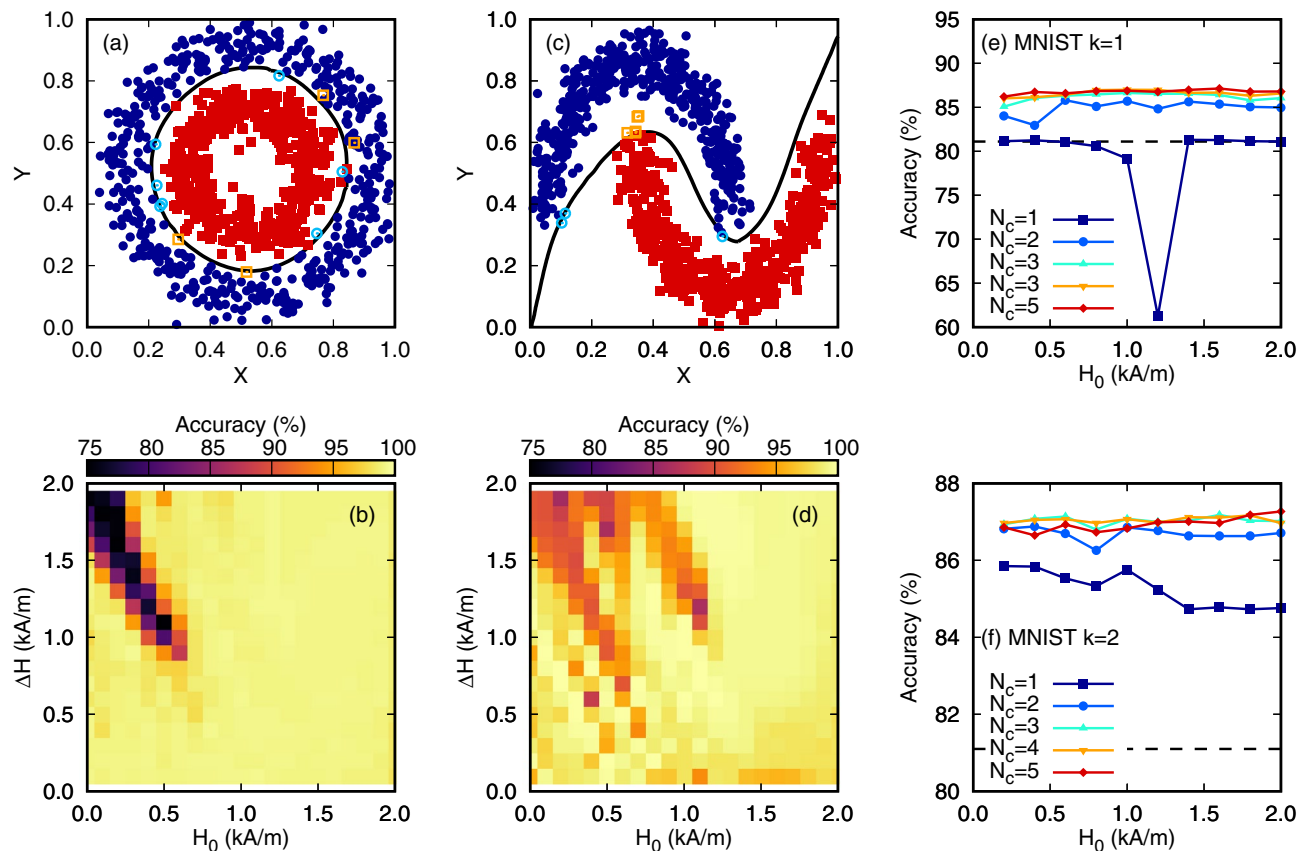 (a)
1.0
0.8
0.6
0.4
0.2
0.0
Y
0.0 0.2 0.4 0.6 0.8 1.0
X
(c)
1.0
0.8
0.6
0.4
0.2
0.0
Y
0.0 0.2 0.4 0.6 0.8 1.0
X
(e) MNIST k=1
95
90
85
80
75
70
65
60
Accuracy (%)
N_c=1
N_c=2
N_c=3
N_c=3
N_c=5
0.0 0.5 1.0 1.5 2.0
H_0 (kA/m)
Accuracy (%)
75 80 85 90 95 100
(b)
2.0
1.5
1.0
0.5
0.0
ΔH (kA/m)
0.0 0.5 1.0 1.5 2.0
H_0 (kA/m)
Accuracy (%)
75 80 85 90 95 100
(d)
2.0
1.5
1.0
0.5
0.0
ΔH (kA/m)
0.0 0.5 1.0 1.5 2.0
H_0 (kA/m)
88
86
84
82
80
Accuracy (%)
(f) MNIST k=2
N_c=1
N_c=2
N_c=3
N_c=4
N_c=5
0.0 0.5 1.0 1.5 2.0
H_0 (kA/m)